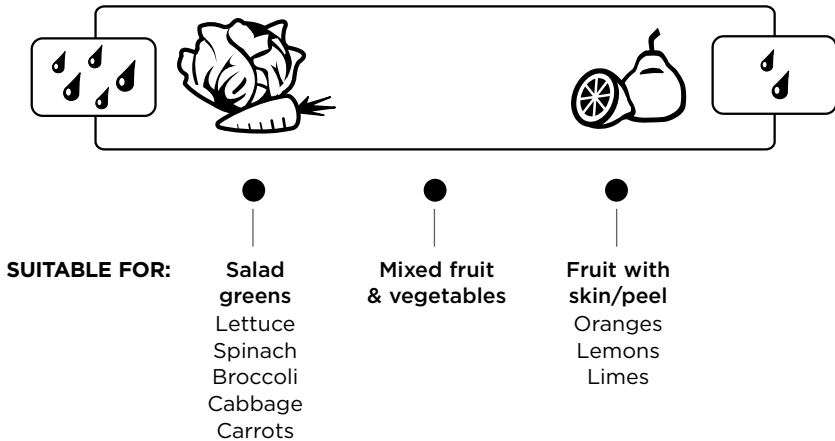 SUITABLE FOR:
Salad
greens
Lettuce
Spinach
Broccoli
Cabbage
Carrots
Mixed fruit
& vegetables
Fruit with
skin/peel
Oranges
Lemons
Limes